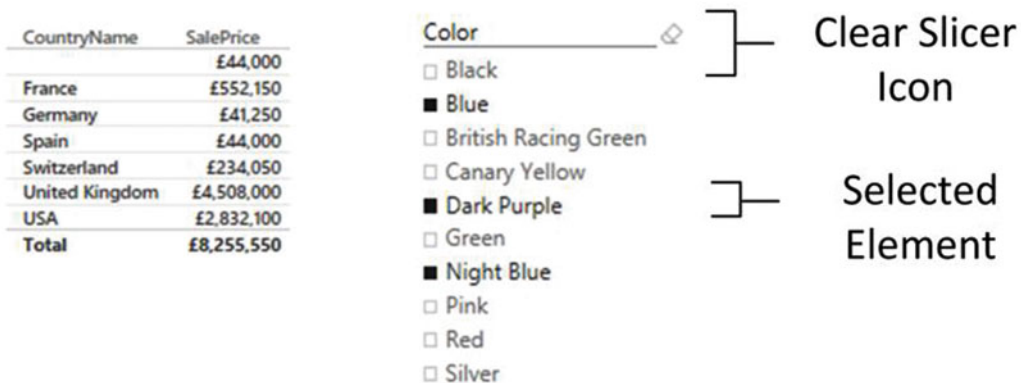 CountryName SalePrice
£44,000
France £552,150
Germany £41,250
Spain £44,000
Switzerland £234,050
United Kingdom £4,508,000
USA £2,832,100
Total £8,255,550
Color
Black
Blue
British Racing Green
Canary Yellow
Dark Purple
Green
Night Blue
Pink
Red
Silver
Clear Slicer
Icon
Selected
Element